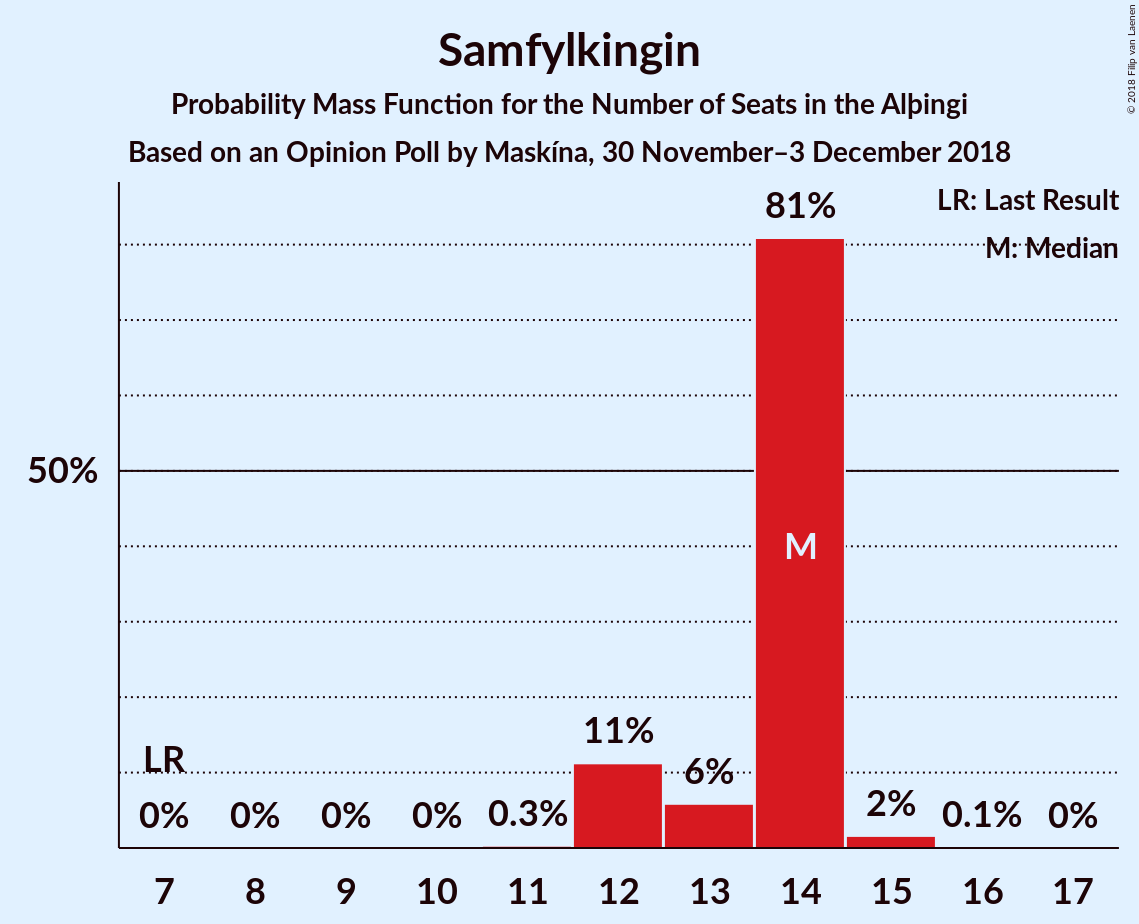 Samfylkingin
Probability Mass Function for the Number of Seats in the Alþingi
Based on an Opinion Poll by Maskína, 30 November–3 December 2018
© 2018 Filip van Laenen
LR: Last Result
M: Median
81%
50%
M
11%
LR
6%
2%
0% 0% 0% 0% 0.3% 0.1% 0%
7 8 9 10 11 12 13 14 15 16 17